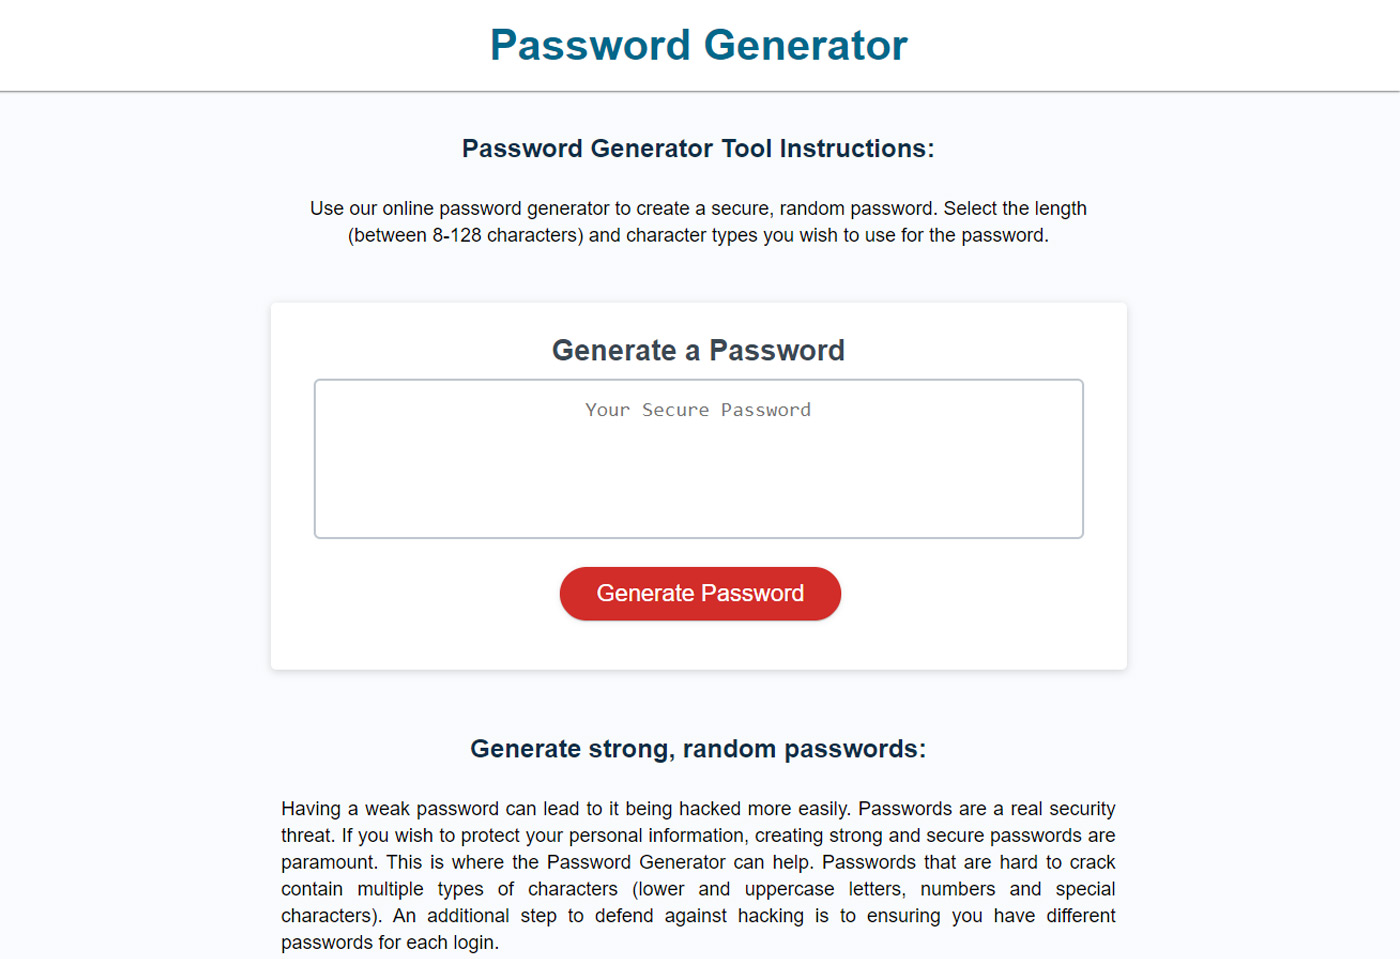 Password Generator
Password Generator Tool Instructions:
Use our online password generator to create a secure, random password. Select the length
(between 8-128 characters) and character types you wish to use for the password.
Generate a Password
Your Secure Password
Generate Password
Generate strong, random passwords:
Having a weak password can lead to it being hacked more easily. Passwords are a real security
threat. If you wish to protect your personal information, creating strong and secure passwords are
paramount. This is where the Password Generator can help. Passwords that are hard to crack
contain multiple types of characters (lower and uppercase letters, numbers and special
characters). An additional step to defend against hacking is to ensuring you have different
passwords for each login.